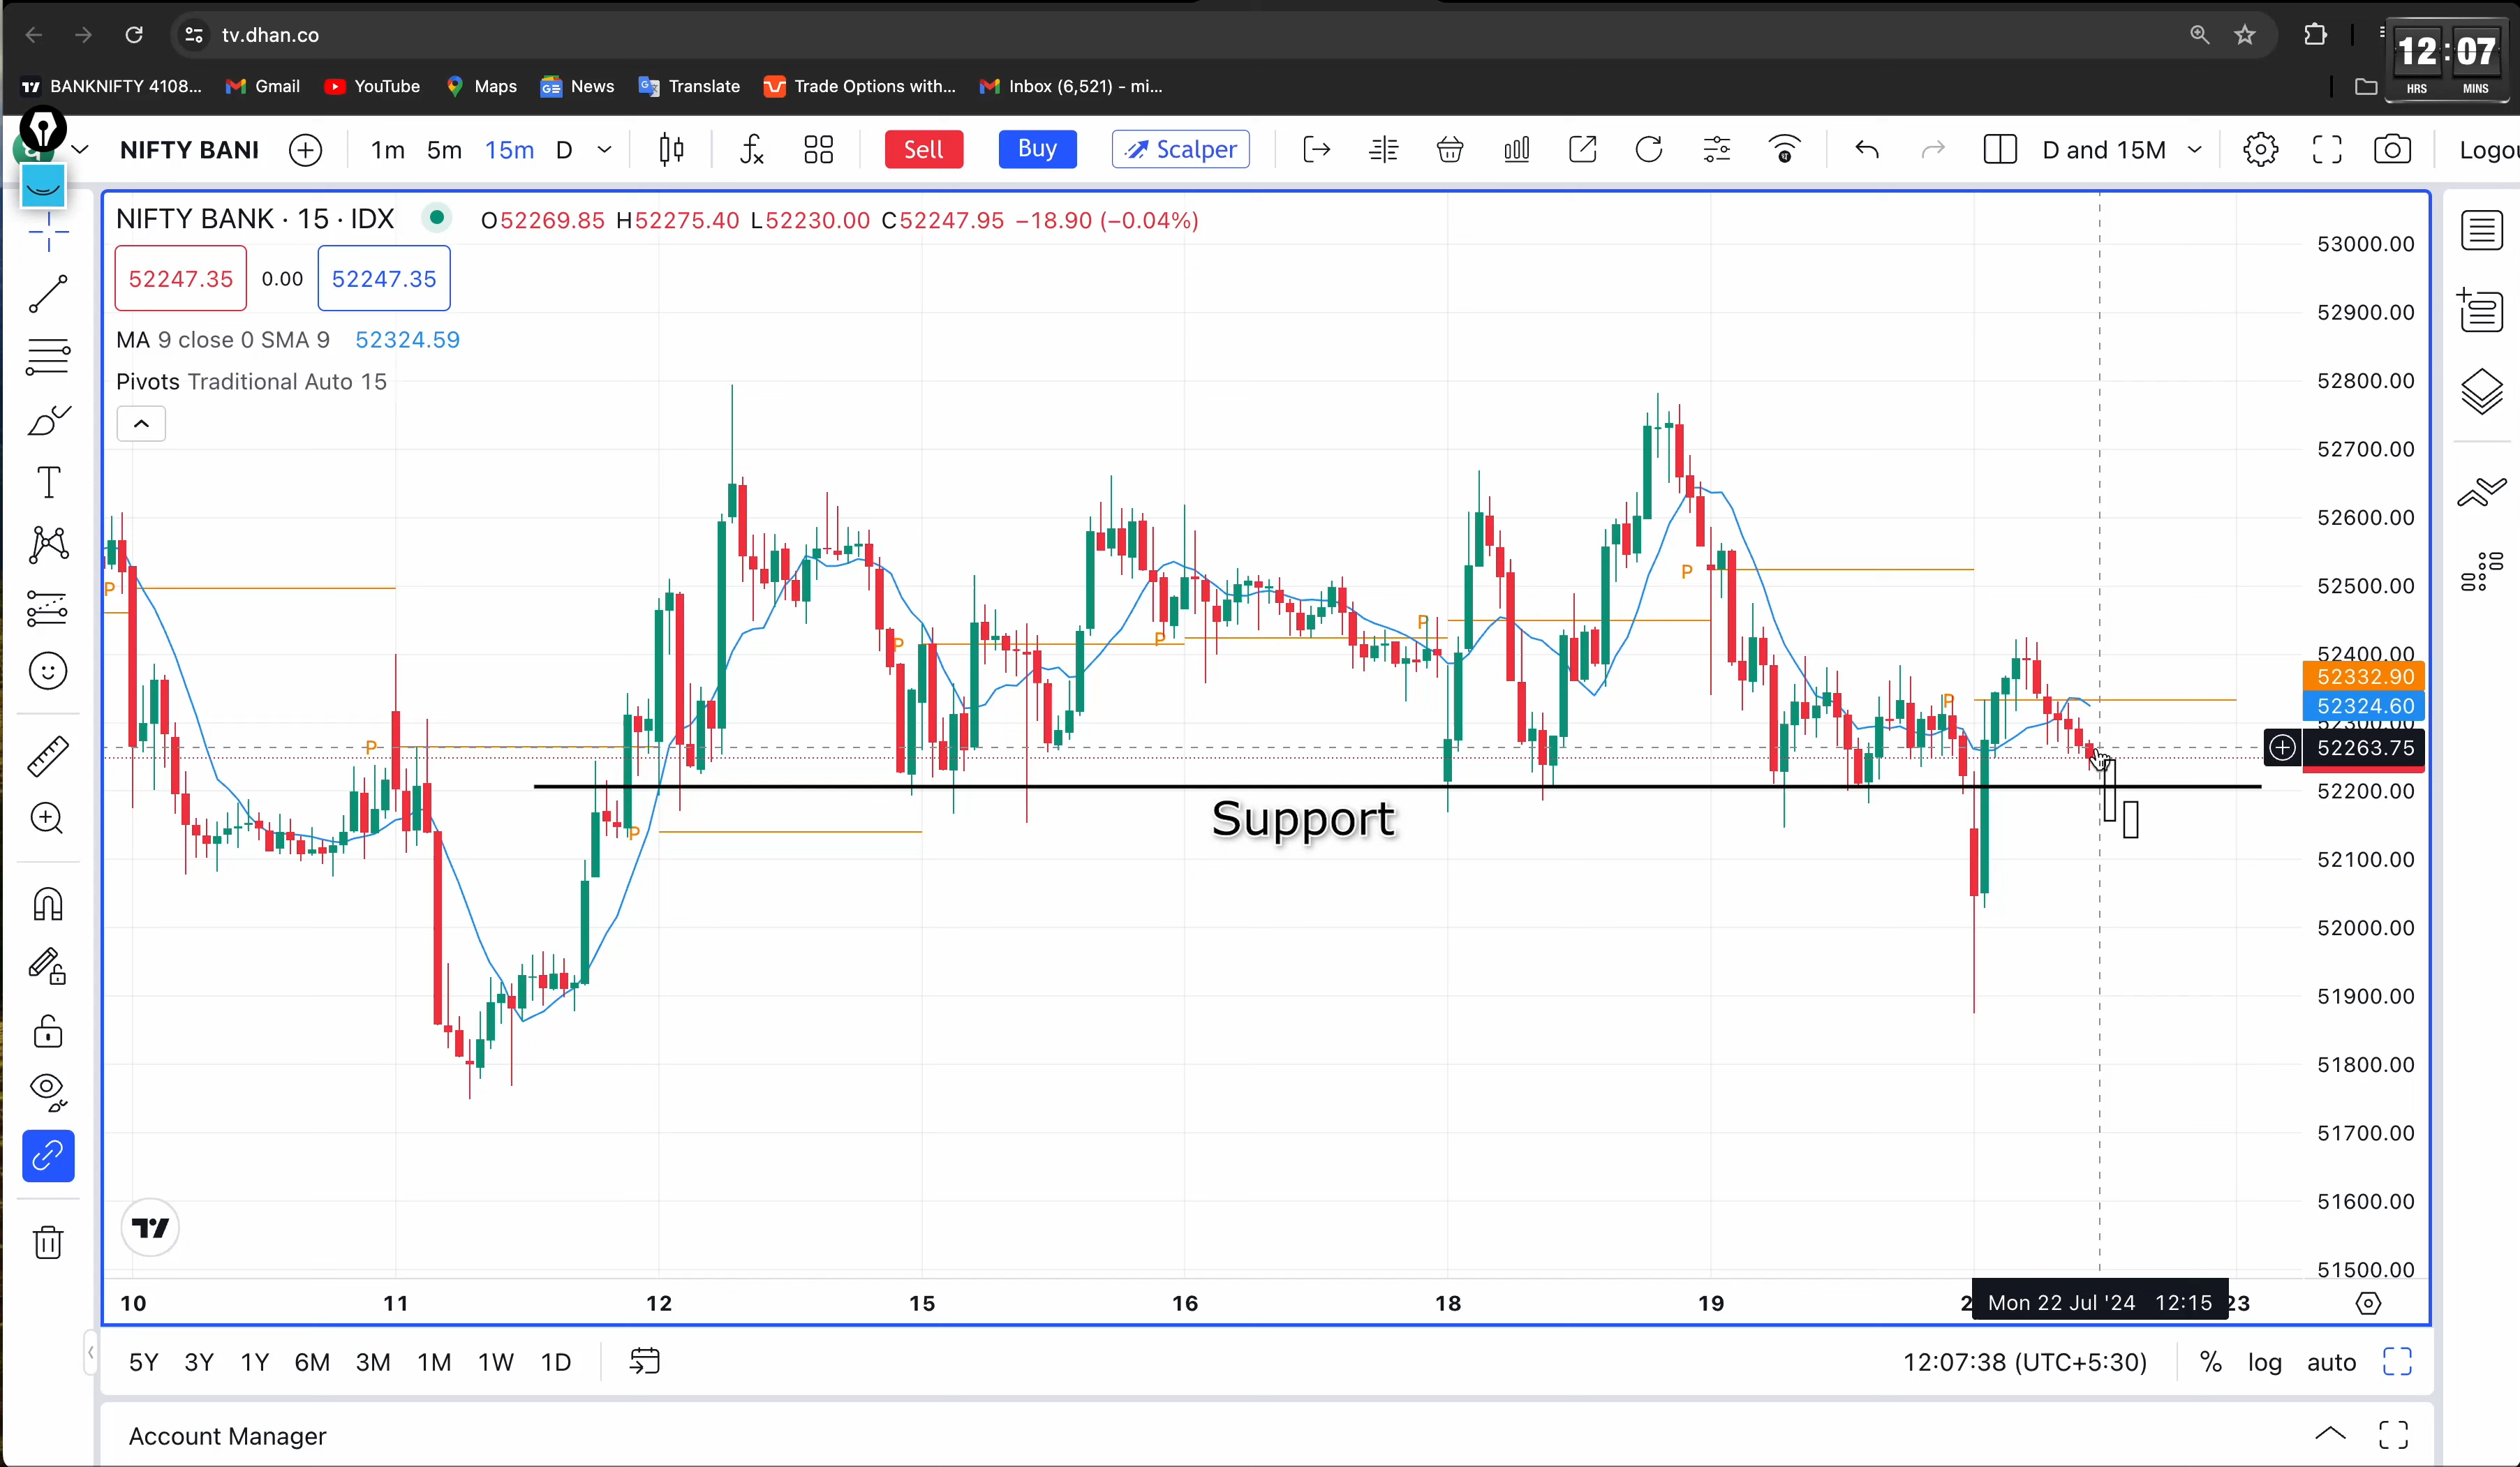 tv.dhan.co
12:07
HRS MINS
BANKNIFTY 4108... Gmail YouTube Maps News Translate Trade Options with... Inbox (6,521) - mi...
NIFTY BANI 1m 5m 15m D Sell Buy Scalper D and 15M Logou
NIFTY BANK · 15 · IDX O52269.85 H52275.40 L52230.00 C52247.95 −18.90 (−0.04%)
52247.35 0.00 52247.35
MA 9 close 0 SMA 9 52324.59
Pivots Traditional Auto 15
53000.00
52900.00
52800.00
52700.00
52600.00
52500.00
52400.00
52332.90
52324.60
52300.00
52263.75
52200.00
52100.00
52000.00
51900.00
51800.00
51700.00
51600.00
51500.00
P
P
P
P
P
P
P
P
Support
10 11 12 15 16 18 19 2 Mon 22 Jul '24 12:15 23
5Y 3Y 1Y 6M 3M 1M 1W 1D 12:07:38 (UTC+5:30) % log auto
Account Manager